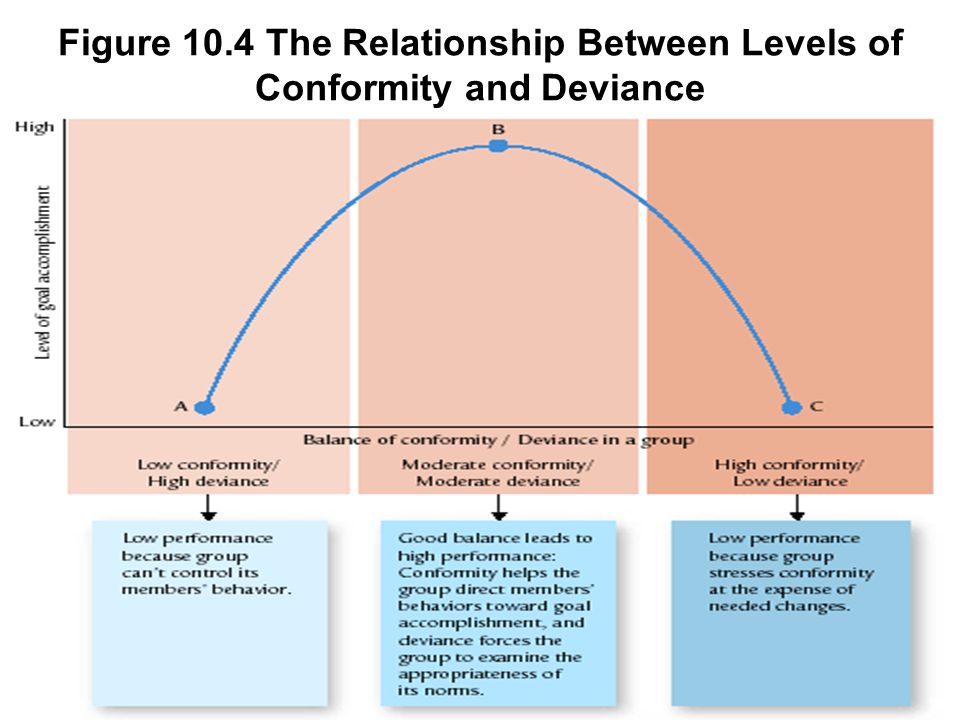 Figure 10.4 The Relationship Between Levels of
Conformity and Deviance
High
B
Level of goal accomplishment
A
C
Low
Balance of conformity / Deviance in a group
Low conformity/
High deviance
Moderate conformity/
Moderate deviance
High conformity/
Low deviance
Low performance
because group
can't control its
members' behavior.
Good balance leads to
high performance:
Conformity helps the
group direct members'
behaviors toward goal
accomplishment, and
deviance forces the
group to examine the
appropriateness of
its norms.
Low performance
because group
stresses conformity
at the expense of
needed changes.